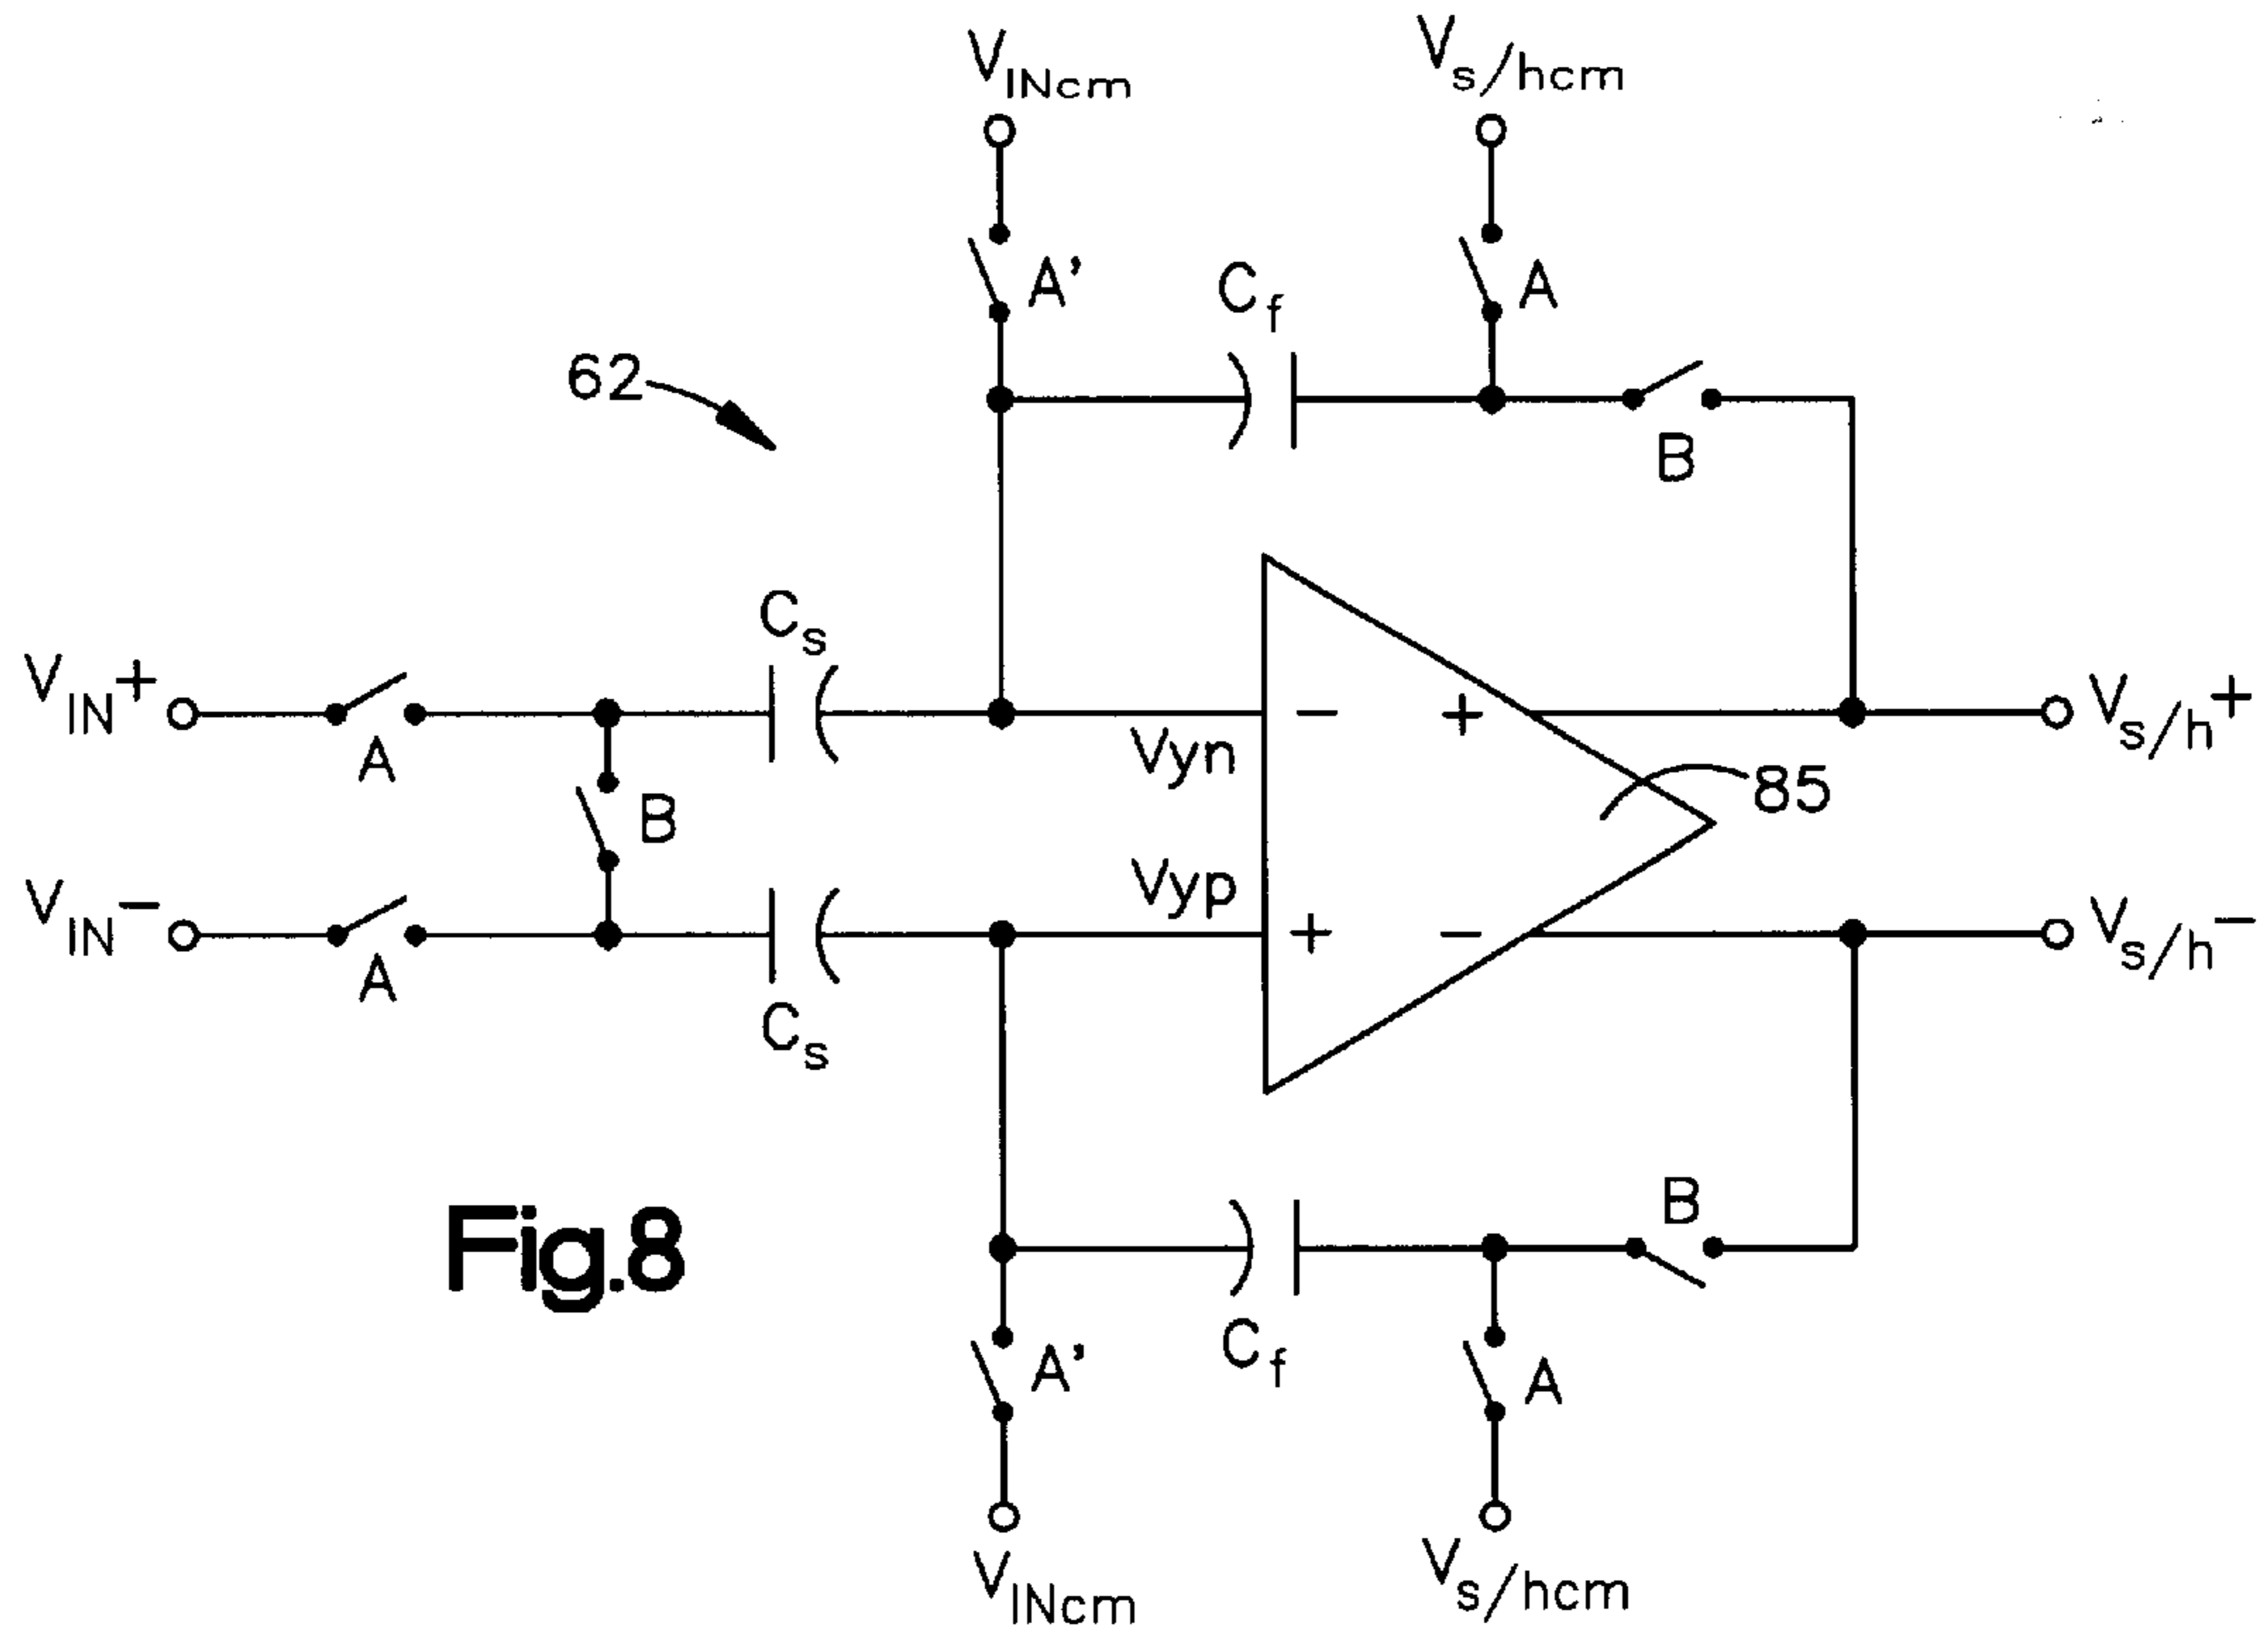 V_INcm
V_s/hcm
A'
C_f
A
62
B
C_s
V_IN+
A
Vyn
-
+
V_s/h+
85
B
V_IN-
A
Vyp
+
-
V_s/h-
C_s
B
Fig.8
C_f
A'
A
V_INcm
V_s/hcm